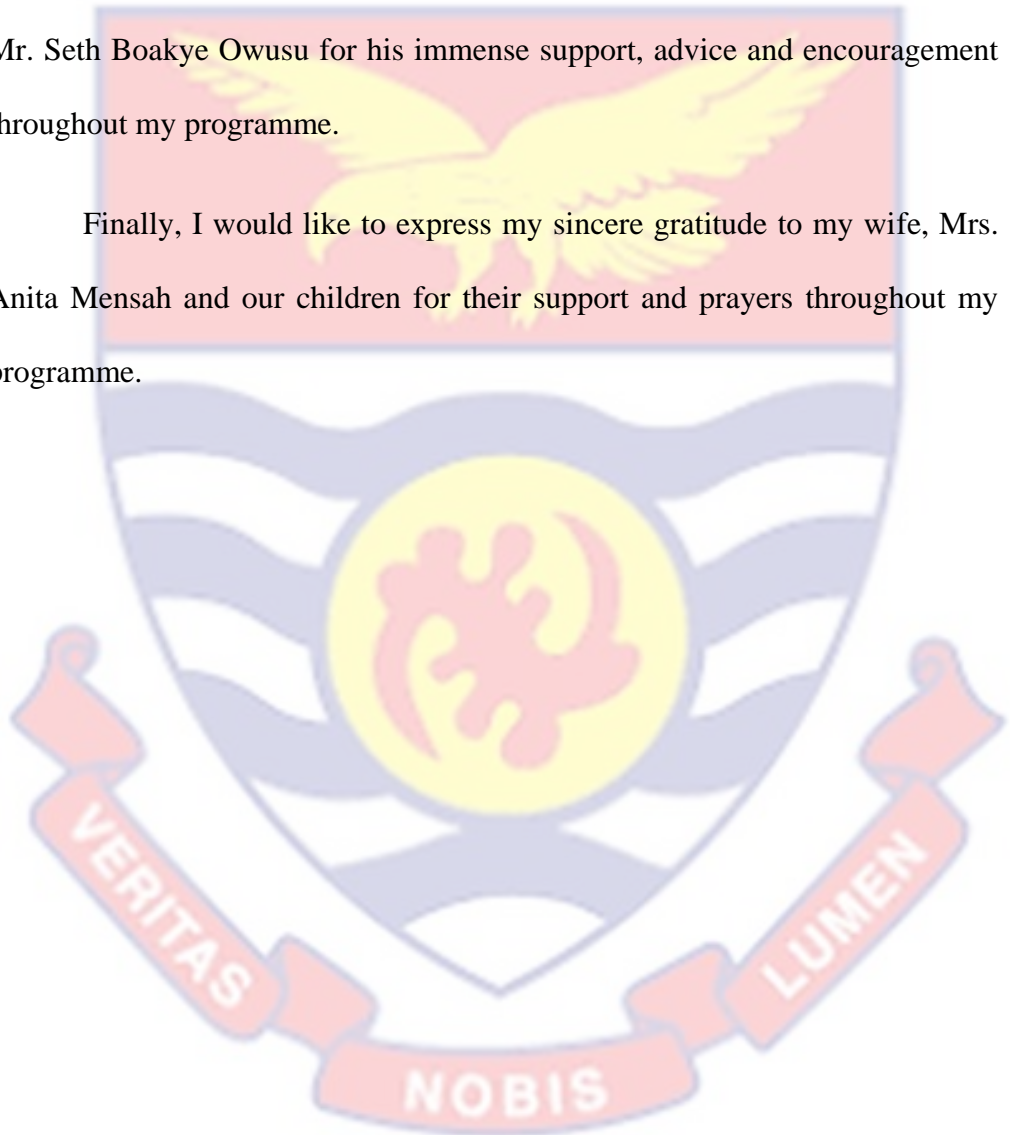 Mr. Seth Boakye Owusu for his immense support, advice and encouragement
throughout my programme.
Finally, I would like to express my sincere gratitude to my wife, Mrs.
Anita Mensah and our children for their support and prayers throughout my
programme.
VERITAS
NOBIS
LUMEN